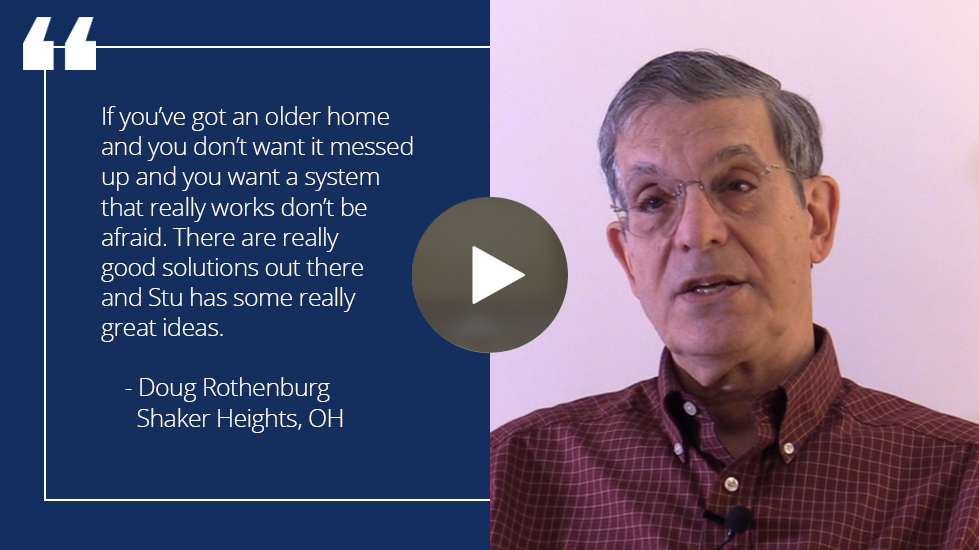 If you’ve got an older home
and you don’t want it messed
up and you want a system
that really works don’t be
afraid. There are really
good solutions out there
and Stu has some really
great ideas.
- Doug Rothenburg
Shaker Heights, OH